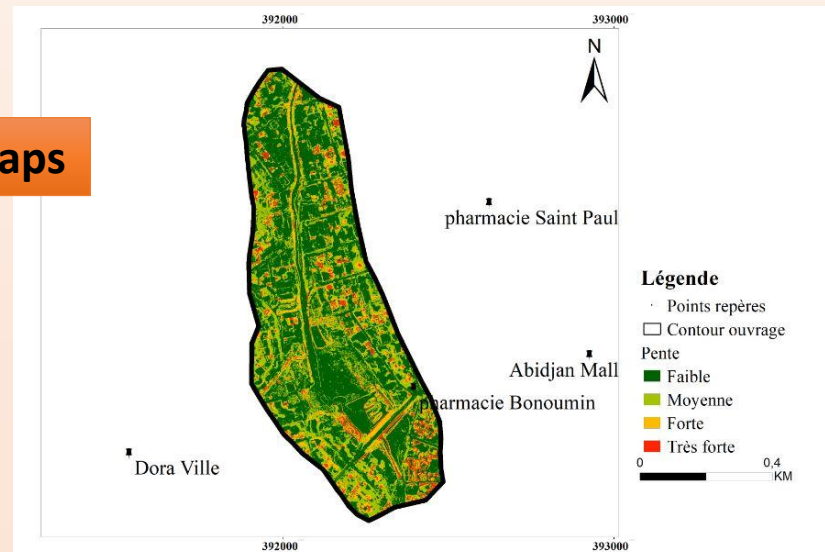 392000 393000
N
aps
pharmacie Saint Paul
Abidjan Mall
pharmacie Bonoumin
Dora Ville
Légende
Points repères
Contour ouvrage
Pente
Faible
Moyenne
Forte
Très forte
0 0,4
KM
392000 393000